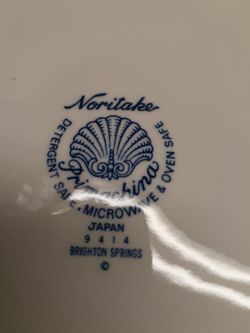 Noritake
Primachina
DETERGENT SAFE, MICROWAVE & OVEN SAFE
JAPAN
9414
BRIGHTON SPRINGS
©